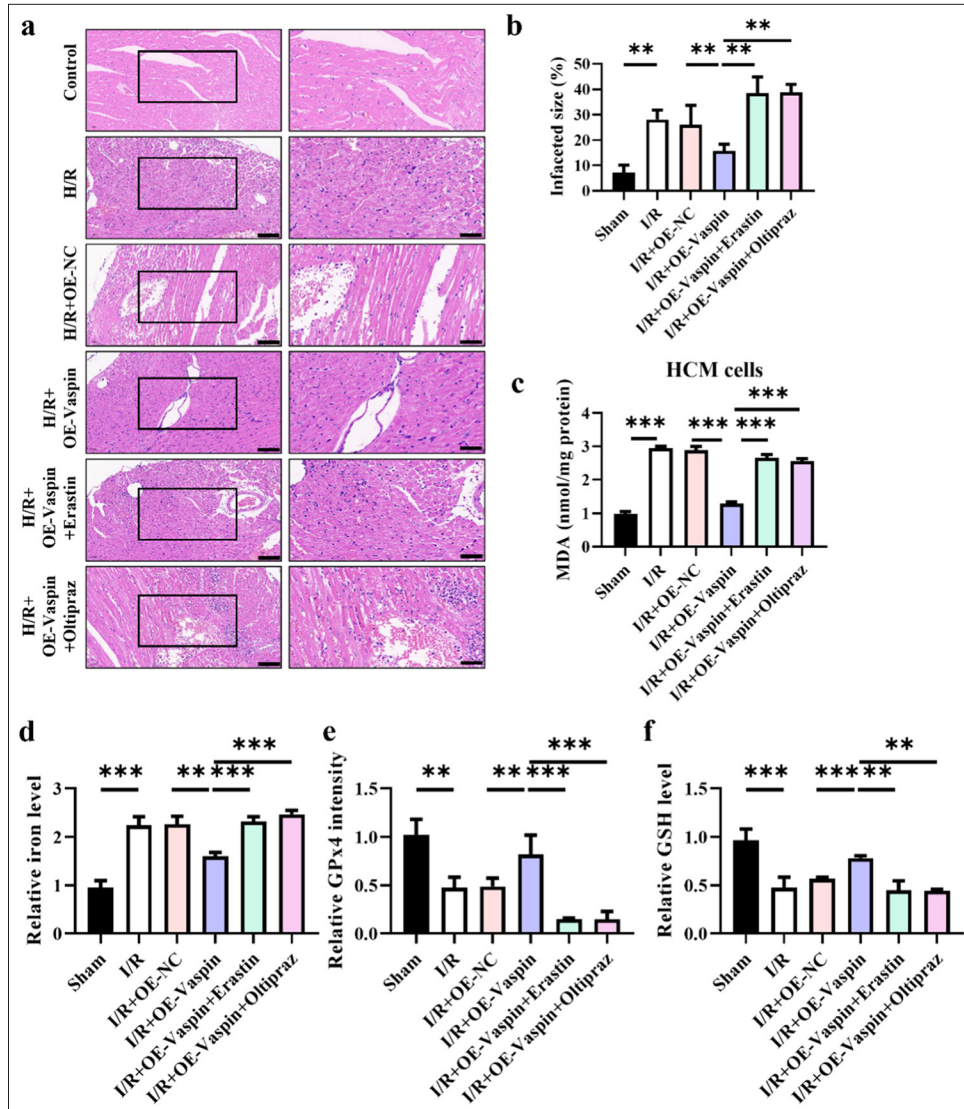 a
Control
H/R
H/R+OE-NC
H/R+
OE-Vaspin
H/R+
OE-Vaspin
+Erastin
H/R+
OE-Vaspin
+Oltipraz
b
**
** **
**
Infaceted size (%)
50
40
30
20
10
0
Sham
I/R
I/R+OE-NC
I/R+OE-Vaspin
I/R+OE-Vaspin+Erastin
I/R+OE-Vaspin+Oltipraz
c
HCM cells
***
*** *** ***
MDA (nmol/mg protein)
4
3
2
1
0
Sham
I/R
I/R+OE-NC
I/R+OE-Vaspin
I/R+OE-Vaspin+Erastin
I/R+OE-Vaspin+Oltipraz
d
***
*** ** ***
Relative iron level
3
2
1
0
Sham
I/R
I/R+OE-NC
I/R+OE-Vaspin
I/R+OE-Vaspin+Erastin
I/R+OE-Vaspin+Oltipraz
e
***
** ** ***
Relative GPx4 intensity
1.5
1.0
0.5
0.0
Sham
I/R
I/R+OE-NC
I/R+OE-Vaspin
I/R+OE-Vaspin+Erastin
I/R+OE-Vaspin+Oltipraz
f
**
*** *** **
Relative GSH level
1.5
1.0
0.5
0.0
Sham
I/R
I/R+OE-NC
I/R+OE-Vaspin
I/R+OE-Vaspin+Erastin
I/R+OE-Vaspin+Oltipraz